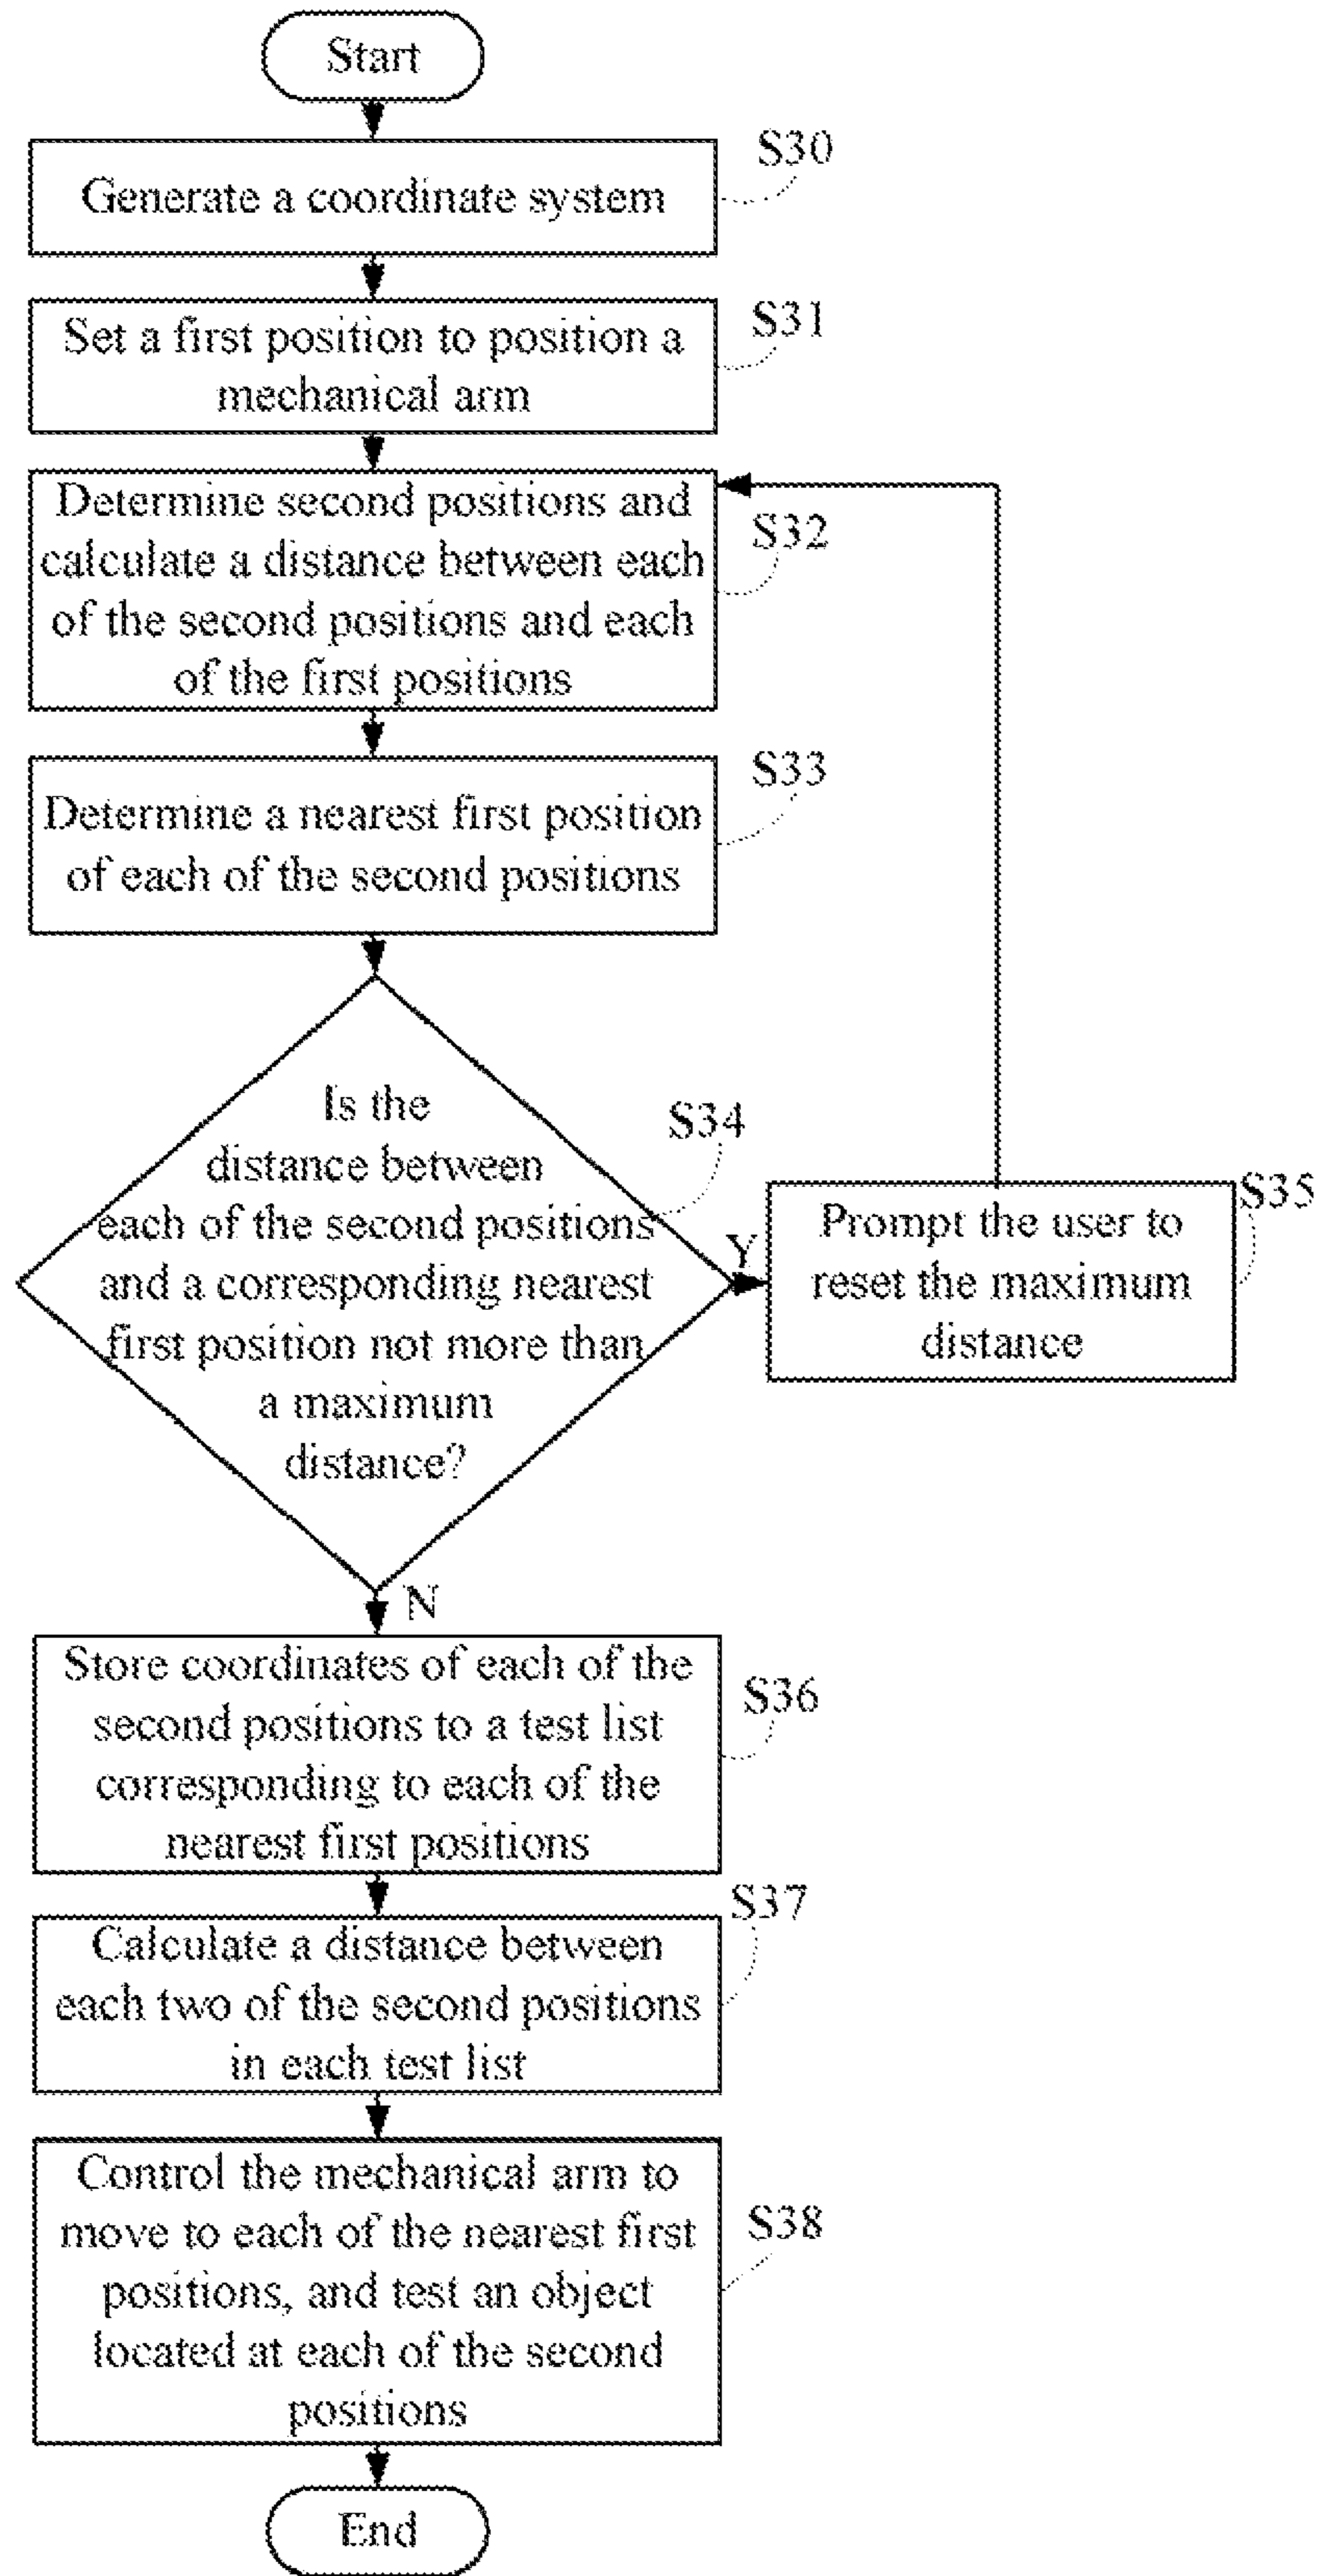 Start
S30
Generate a coordinate system
S31
Set a first position to position a
mechanical arm
Determine second positions and
S32
calculate a distance between each
of the second positions and each
of the first positions
S33
Determine a nearest first position
of each of the second positions
Is the
S34
distance between
each of the second positions
and a corresponding nearest
first position not more than
a maximum
distance?
Y
S35
Prompt the user to
reset the maximum
distance
N
Store coordinates of each of the
S36
second positions to a test list
corresponding to each of the
nearest first positions
S37
Calculate a distance between
each two of the second positions
in each test list
Control the mechanical arm to
S38
move to each of the nearest first
positions, and test an object
located at each of the second
positions
End